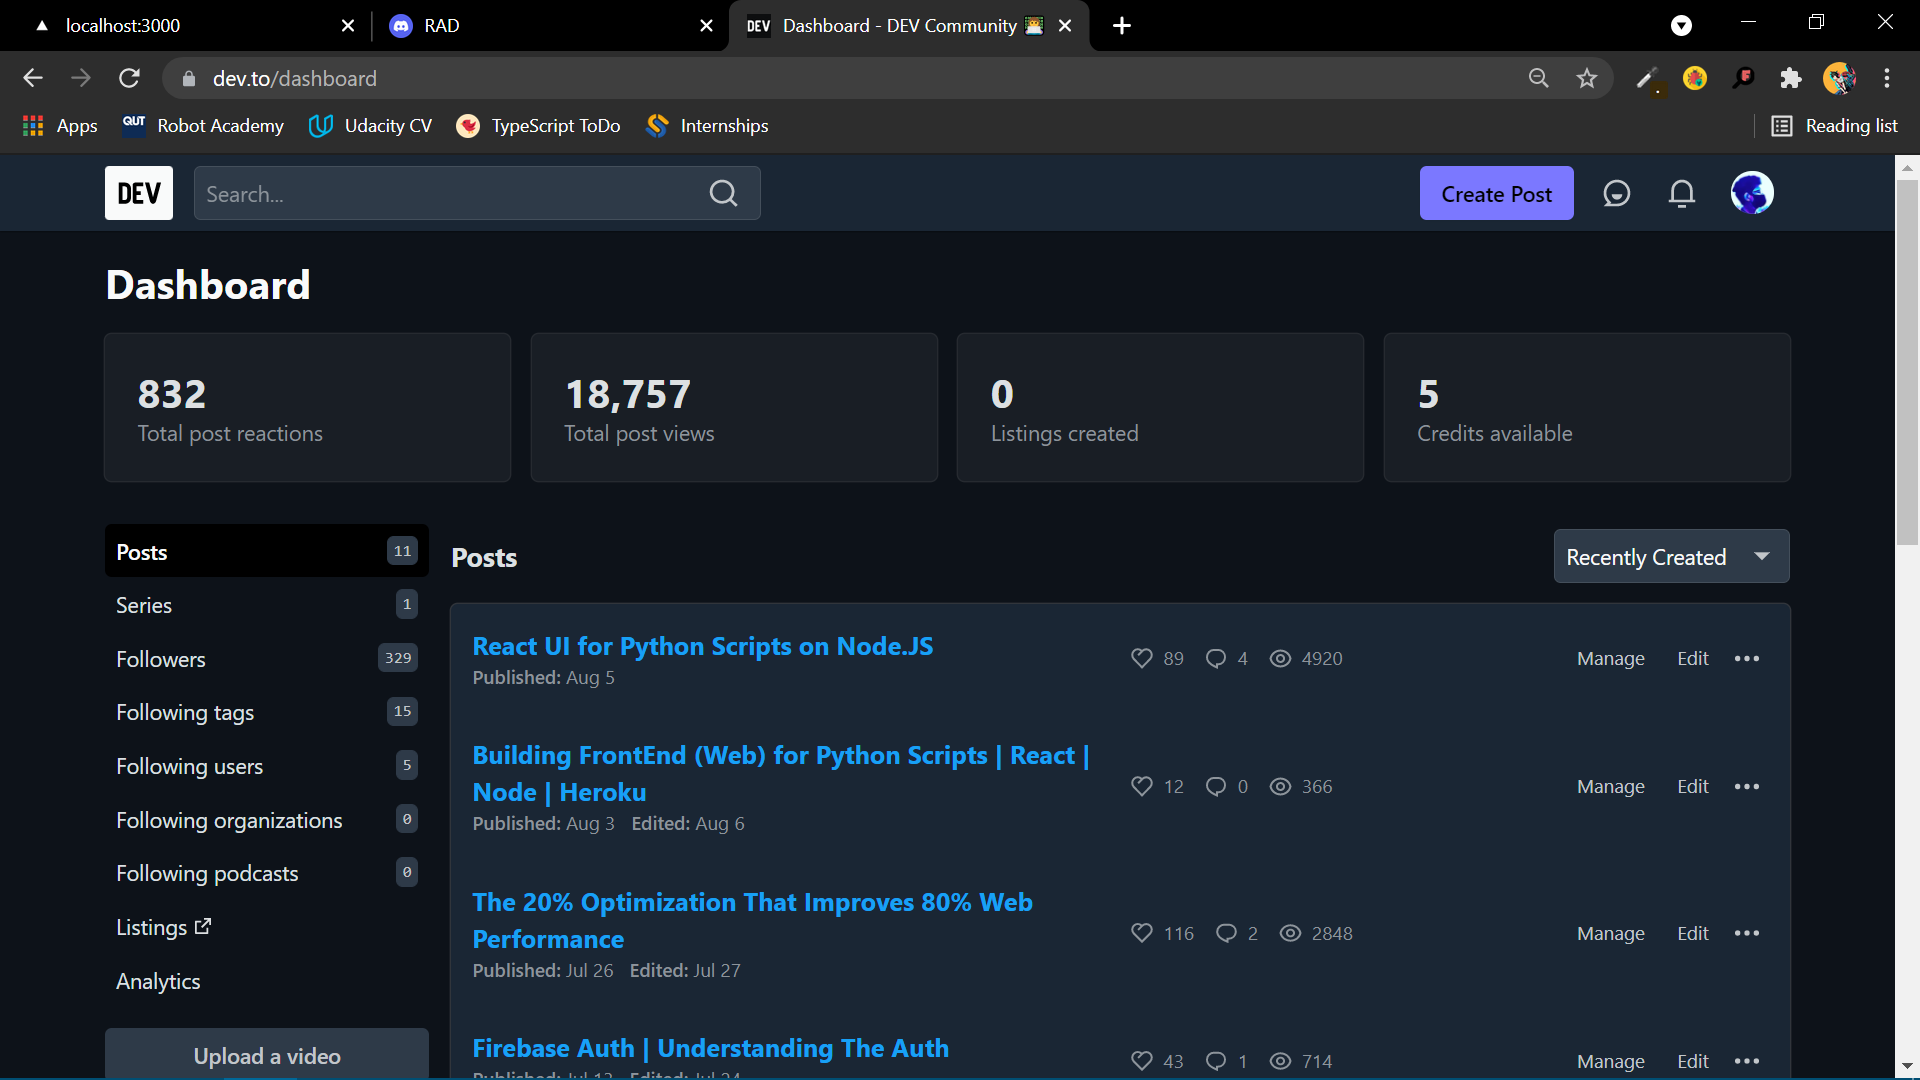 localhost:3000
RAD
DEV Dashboard - DEV Community 👨‍💻
dev.to/dashboard
Apps
QUT Robot Academy
Udacity CV
TypeScript ToDo
Internships
Reading list
DEV
Search...
Create Post
Dashboard
832
Total post reactions
18,757
Total post views
0
Listings created
5
Credits available
Posts 11
Series 1
Followers 329
Following tags 15
Following users 5
Following organizations 0
Following podcasts 0
Listings
Analytics
Upload a video
Posts
Recently Created
React UI for Python Scripts on Node.JS
Published: Aug 5
89 4 4920
Manage Edit
Building FrontEnd (Web) for Python Scripts | React |
Node | Heroku
Published: Aug 3 Edited: Aug 6
12 0 366
Manage Edit
The 20% Optimization That Improves 80% Web
Performance
Published: Jul 26 Edited: Jul 27
116 2 2848
Manage Edit
Firebase Auth | Understanding The Auth
43 1 714
Manage Edit